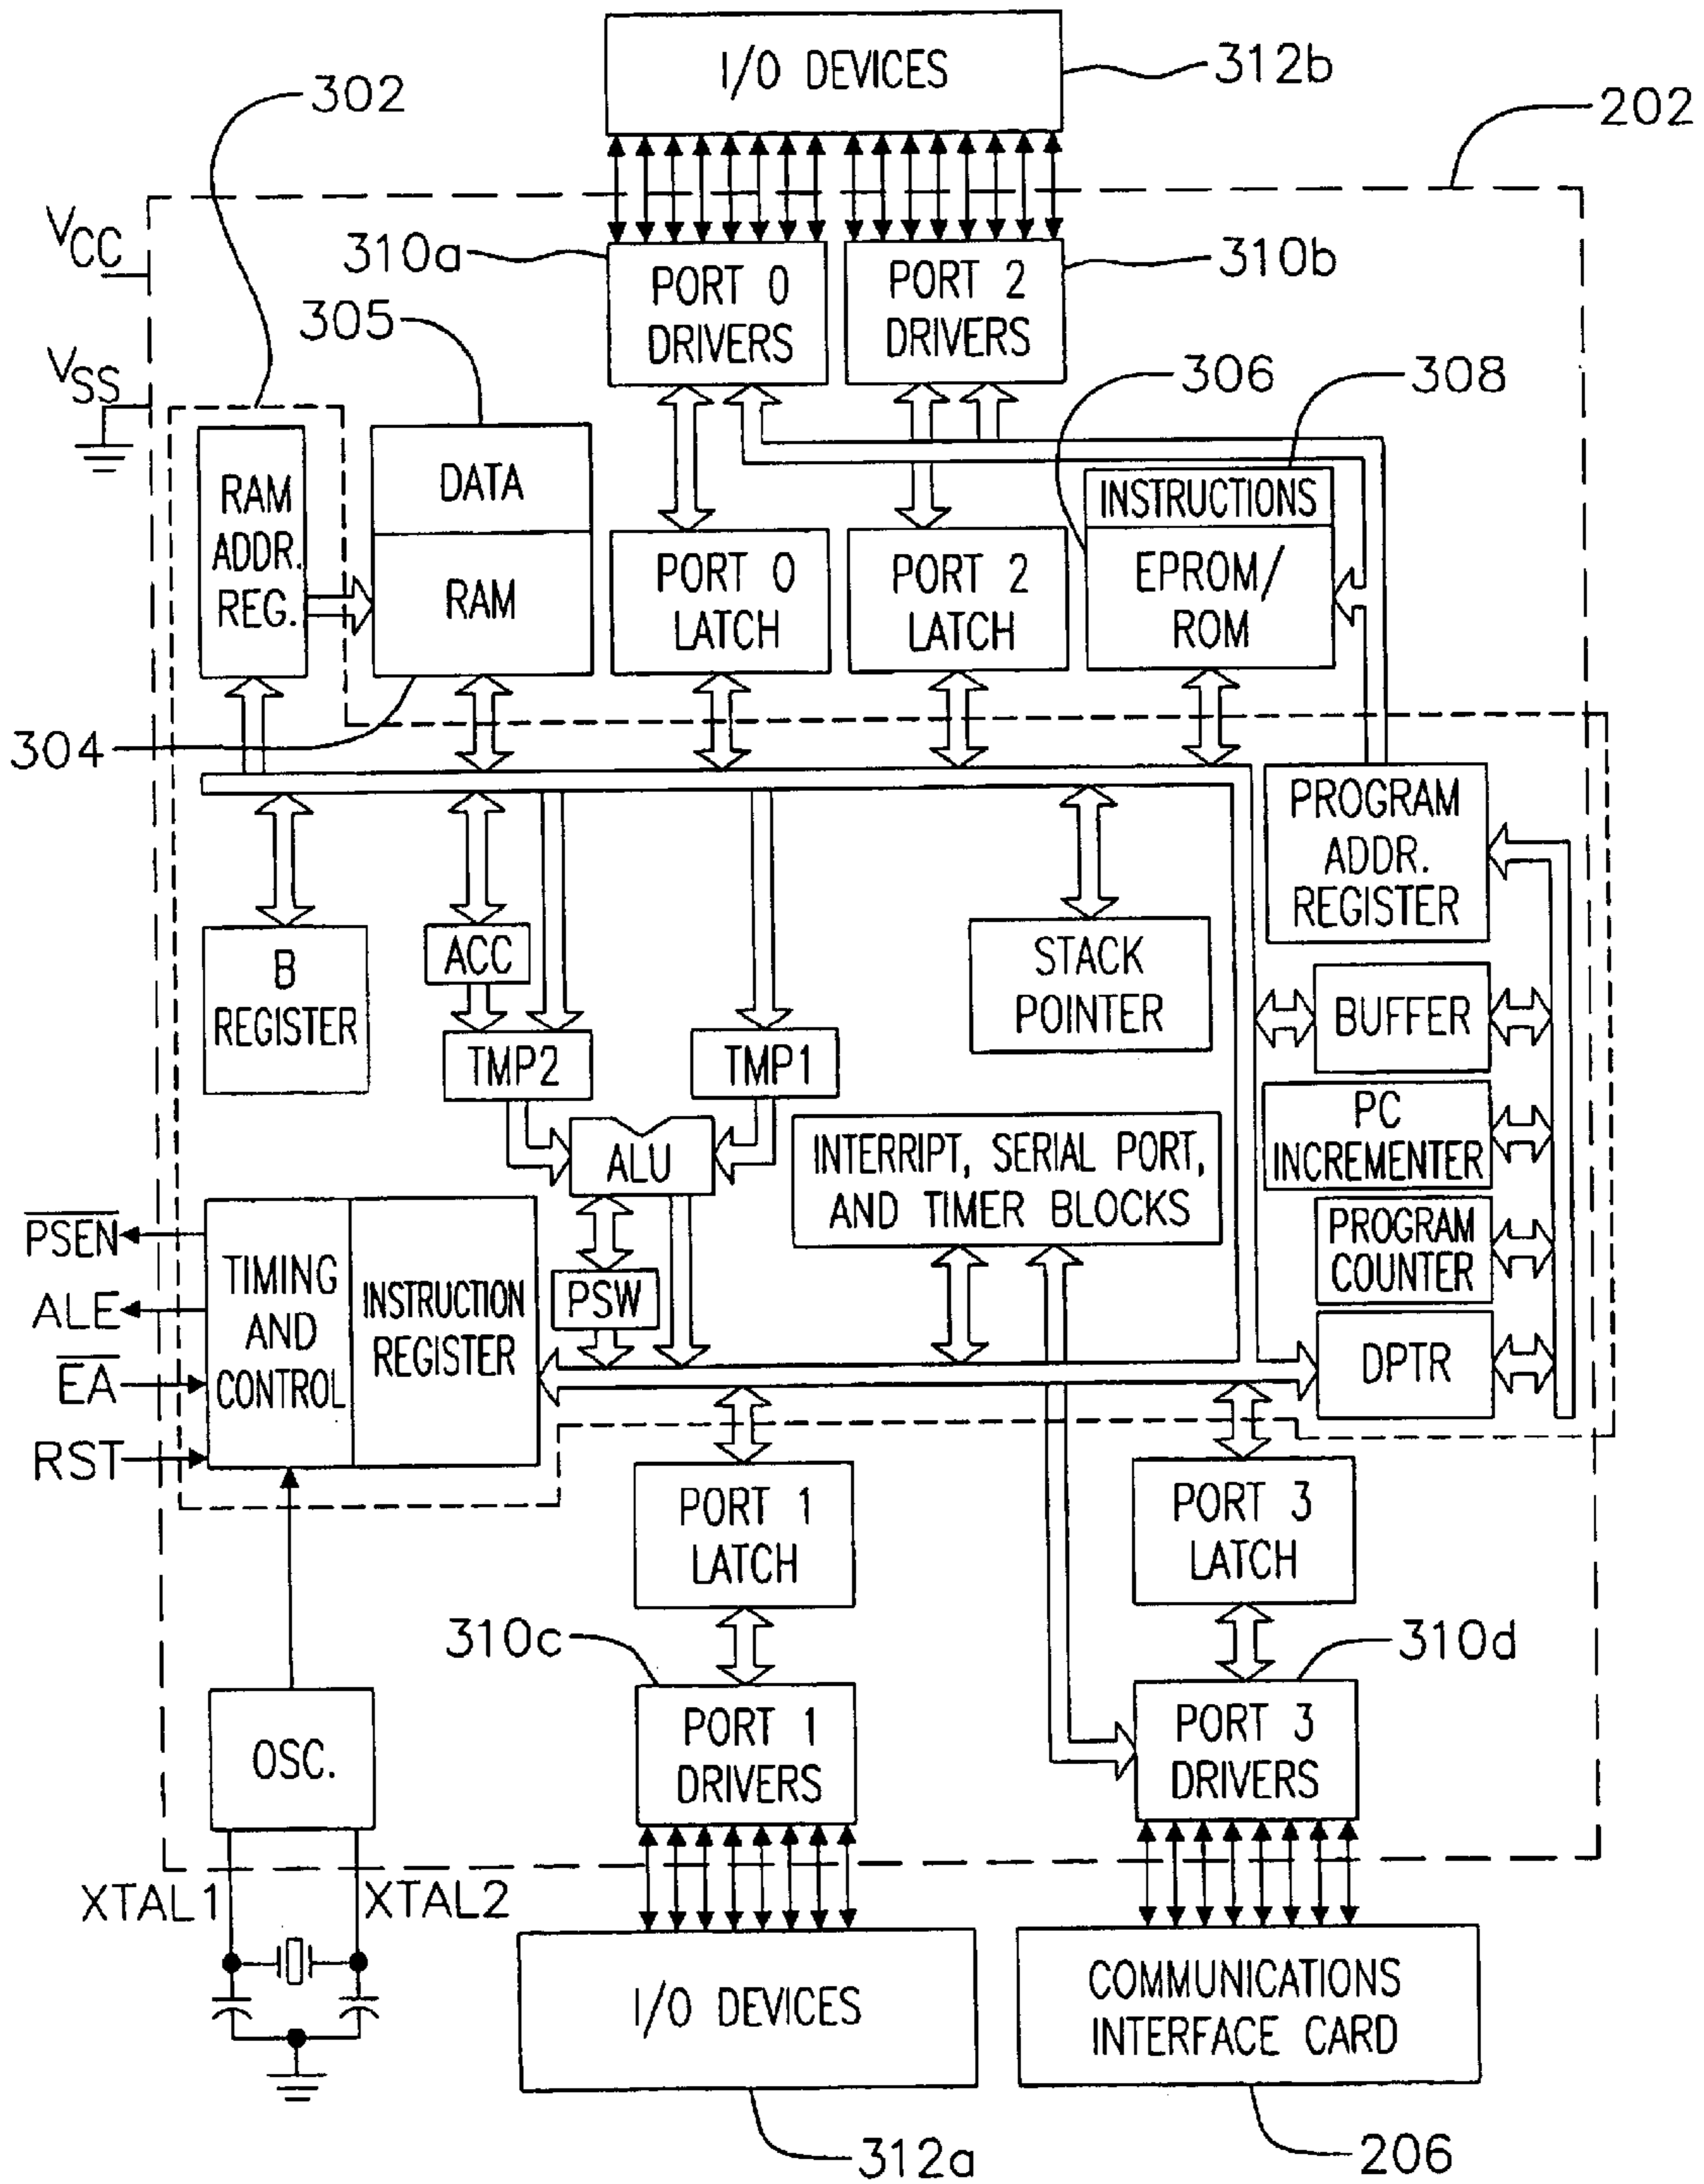 I/O DEVICES
312b
302
202
VCC
310a
310b
PORT 0
DRIVERS
PORT 2
DRIVERS
305
VSS
306
308
RAM
ADDR.
REG.
DATA
RAM
INSTRUCTIONS
EPROM/
ROM
PORT 0
LATCH
PORT 2
LATCH
304
PROGRAM
ADDR.
REGISTER
B
REGISTER
ACC
STACK
POINTER
BUFFER
TMP2
TMP1
PC
INCREMENTER
ALU
INTERRIPT, SERIAL PORT,
AND TIMER BLOCKS
PROGRAM
COUNTER
PSEN
ALE
EA
RST
TIMING
AND
CONTROL
INSTRUCTION
REGISTER
PSW
DPTR
PORT 1
LATCH
PORT 3
LATCH
310c
310d
OSC.
PORT 1
DRIVERS
PORT 3
DRIVERS
XTAL1
XTAL2
I/O DEVICES
COMMUNICATIONS
INTERFACE CARD
312a
206